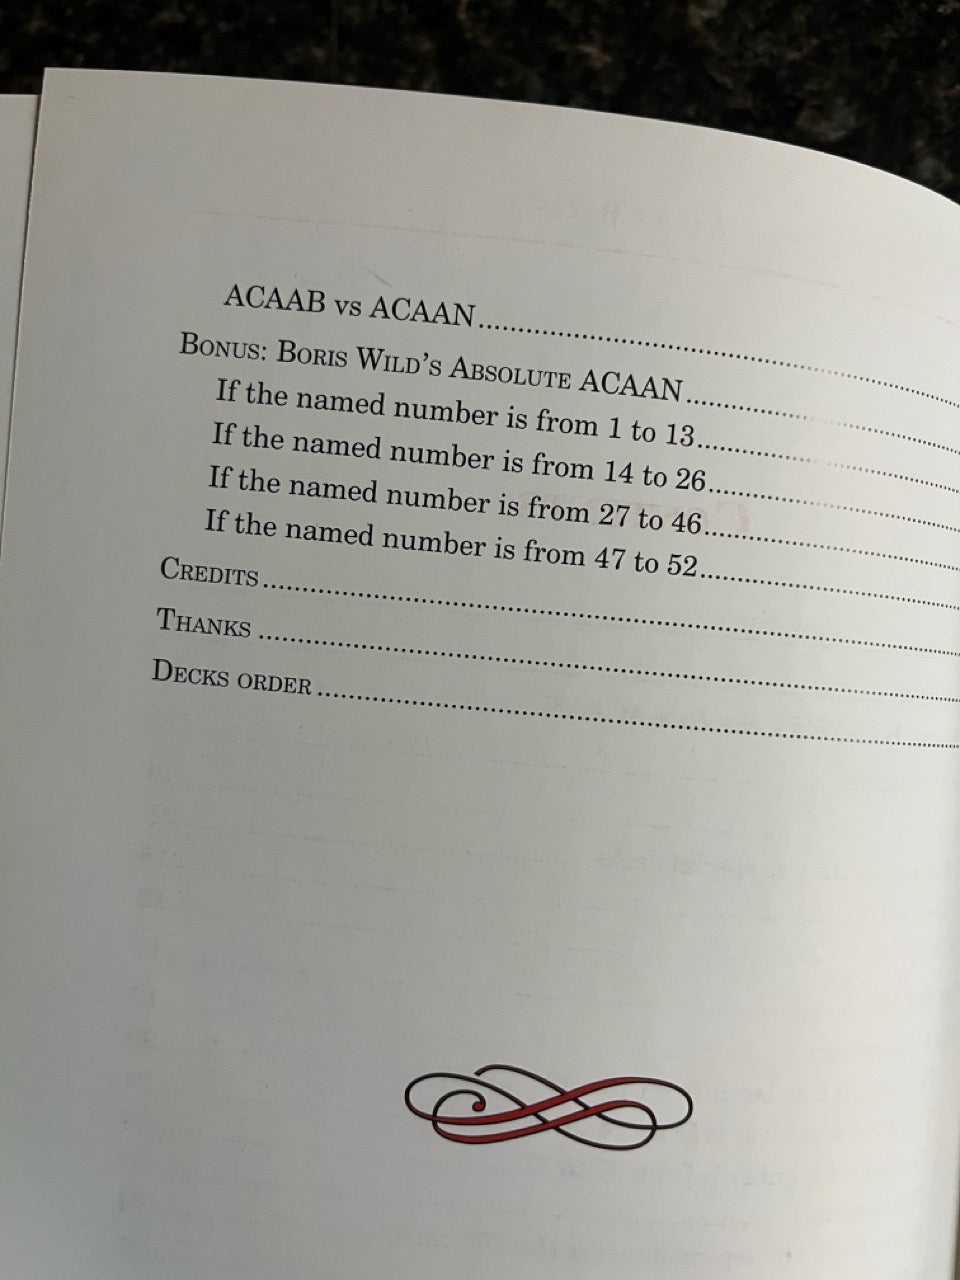 ACAAB vs ACAAN
Bonus: Boris Wild's Absolute ACAAN
If the named number is from 1 to 13
If the named number is from 14 to 26
If the named number is from 27 to 46
If the named number is from 47 to 52
Credits
Thanks
Decks order